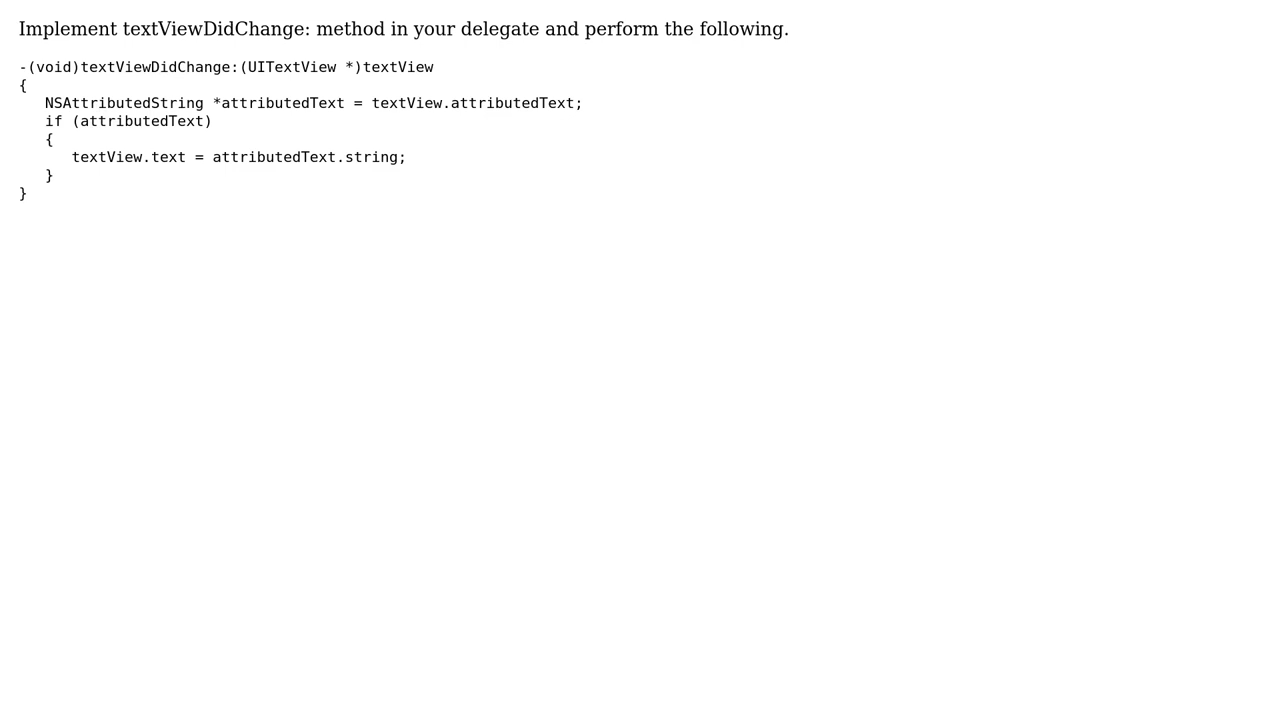 Implement textViewDidChange: method in your delegate and perform the following.
-(void)textViewDidChange:(UITextView *)textView
{
   NSAttributedString *attributedText = textView.attributedText;
   if (attributedText)
   {
      textView.text = attributedText.string;
   }
}